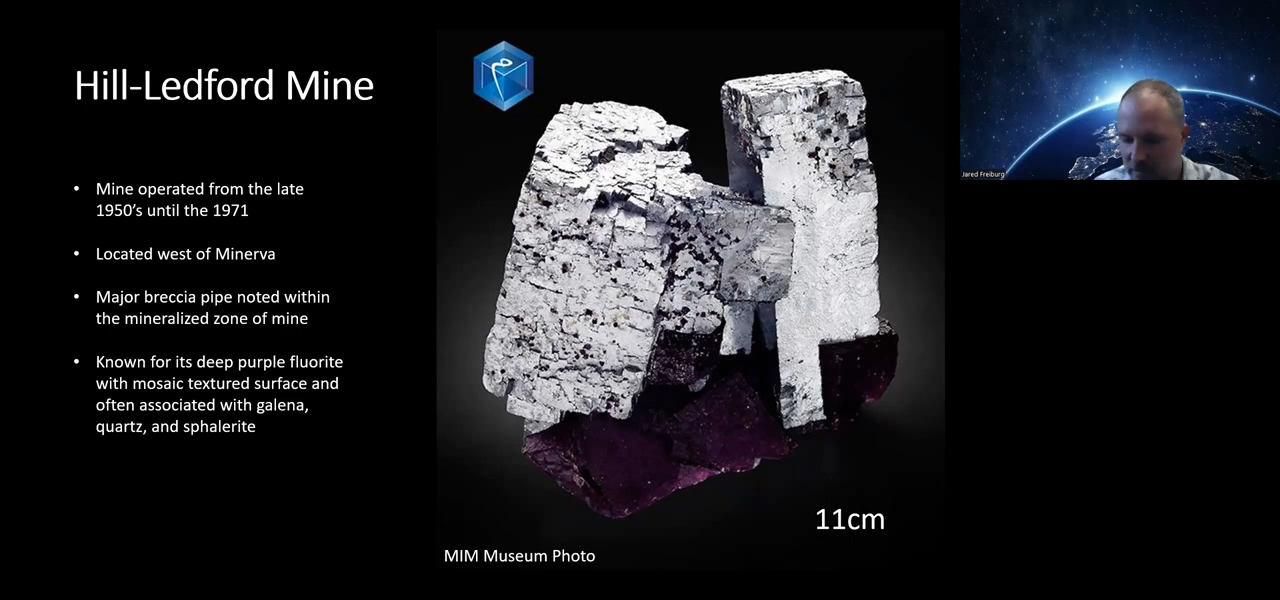 Hill-Ledford Mine
• Mine operated from the late
1950's until the 1971
• Located west of Minerva
• Major breccia pipe noted within
the mineralized zone of mine
• Known for its deep purple fluorite
with mosaic textured surface and
often associated with galena,
quartz, and sphalerite
11cm
MIM Museum Photo
Jared Freiburg